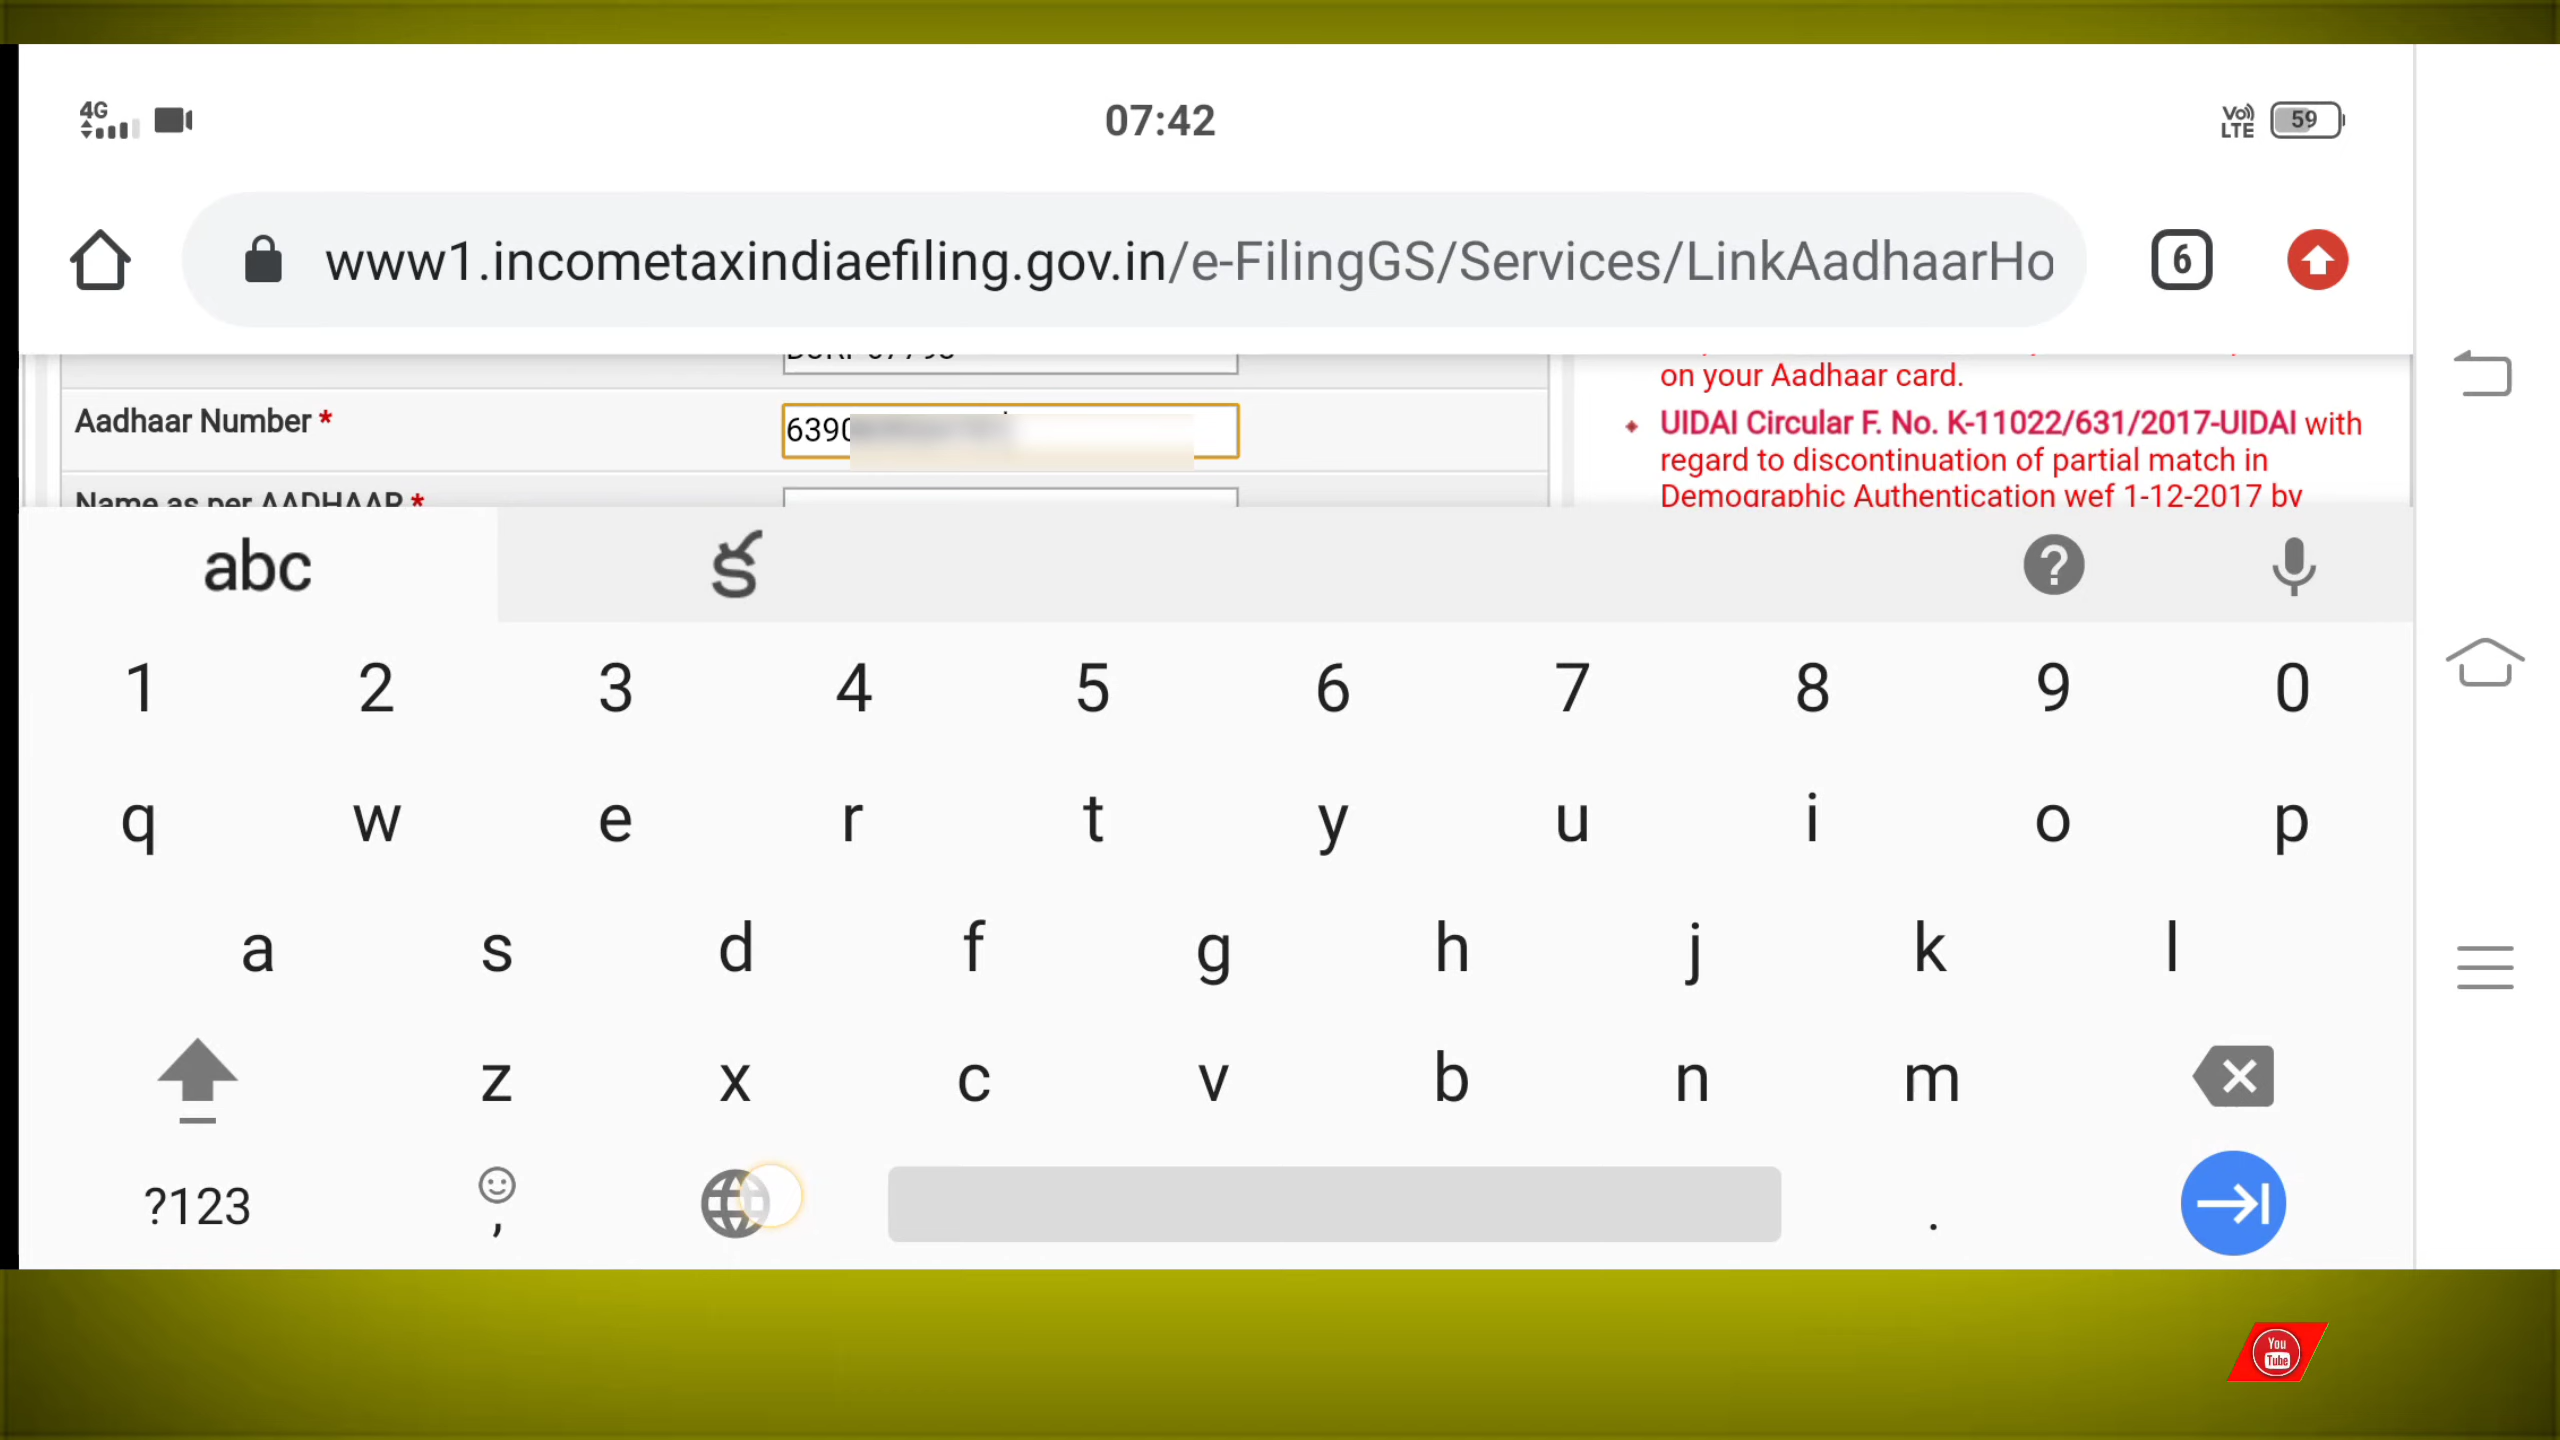 4G
07:42
Vo)) LTE
59
www1.incometaxindiaefiling.gov.in/e-FilingGS/Services/LinkAadhaarHo
6
on your Aadhaar card.
Aadhaar Number *
6390
UIDAI Circular F. No. K-11022/631/2017-UIDAI with
regard to discontinuation of partial match in
Name as per AADHAAR *
Demographic Authentication wef 1-12-2017 by
abc
క
?
1 2 3 4 5 6 7 8 9 0
q w e r t y u i o p
a s d f g h j k l
z x c v b n m
?123 , .
You
Tube